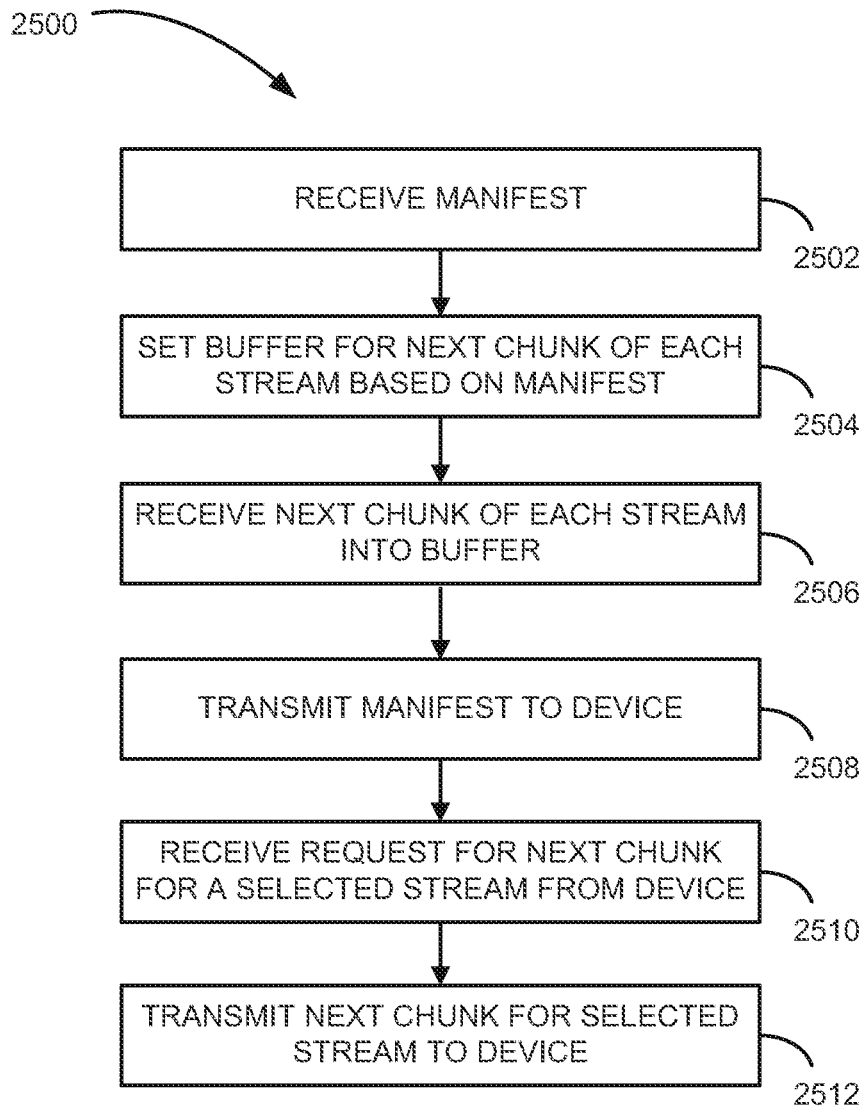 2500
RECEIVE MANIFEST
2502
SET BUFFER FOR NEXT CHUNK OF EACH
STREAM BASED ON MANIFEST
2504
RECEIVE NEXT CHUNK OF EACH STREAM
INTO BUFFER
2506
TRANSMIT MANIFEST TO DEVICE
2508
RECEIVE REQUEST FOR NEXT CHUNK
FOR A SELECTED STREAM FROM DEVICE
2510
TRANSMIT NEXT CHUNK FOR SELECTED
STREAM TO DEVICE
2512